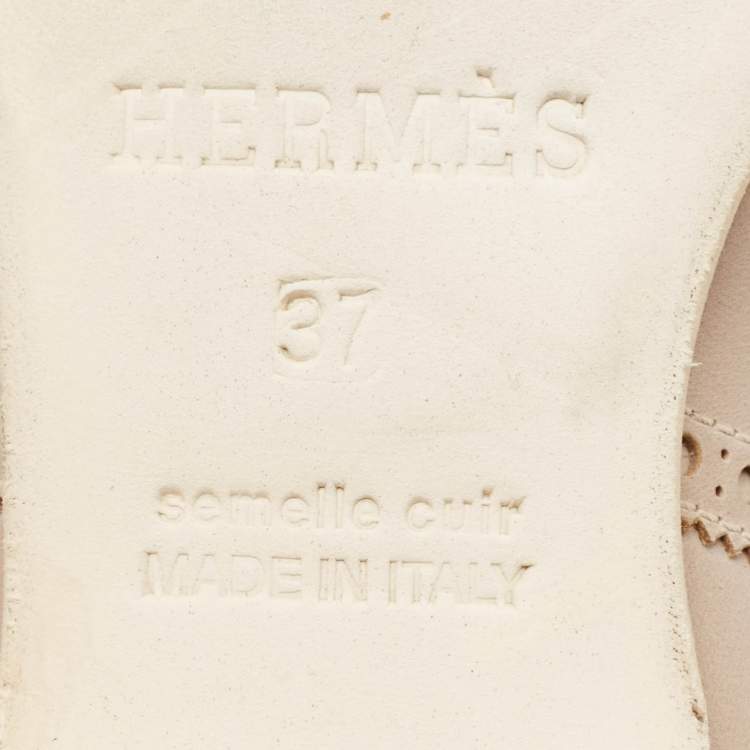 HERMÈS
37
semelle cuir
MADE IN ITALY